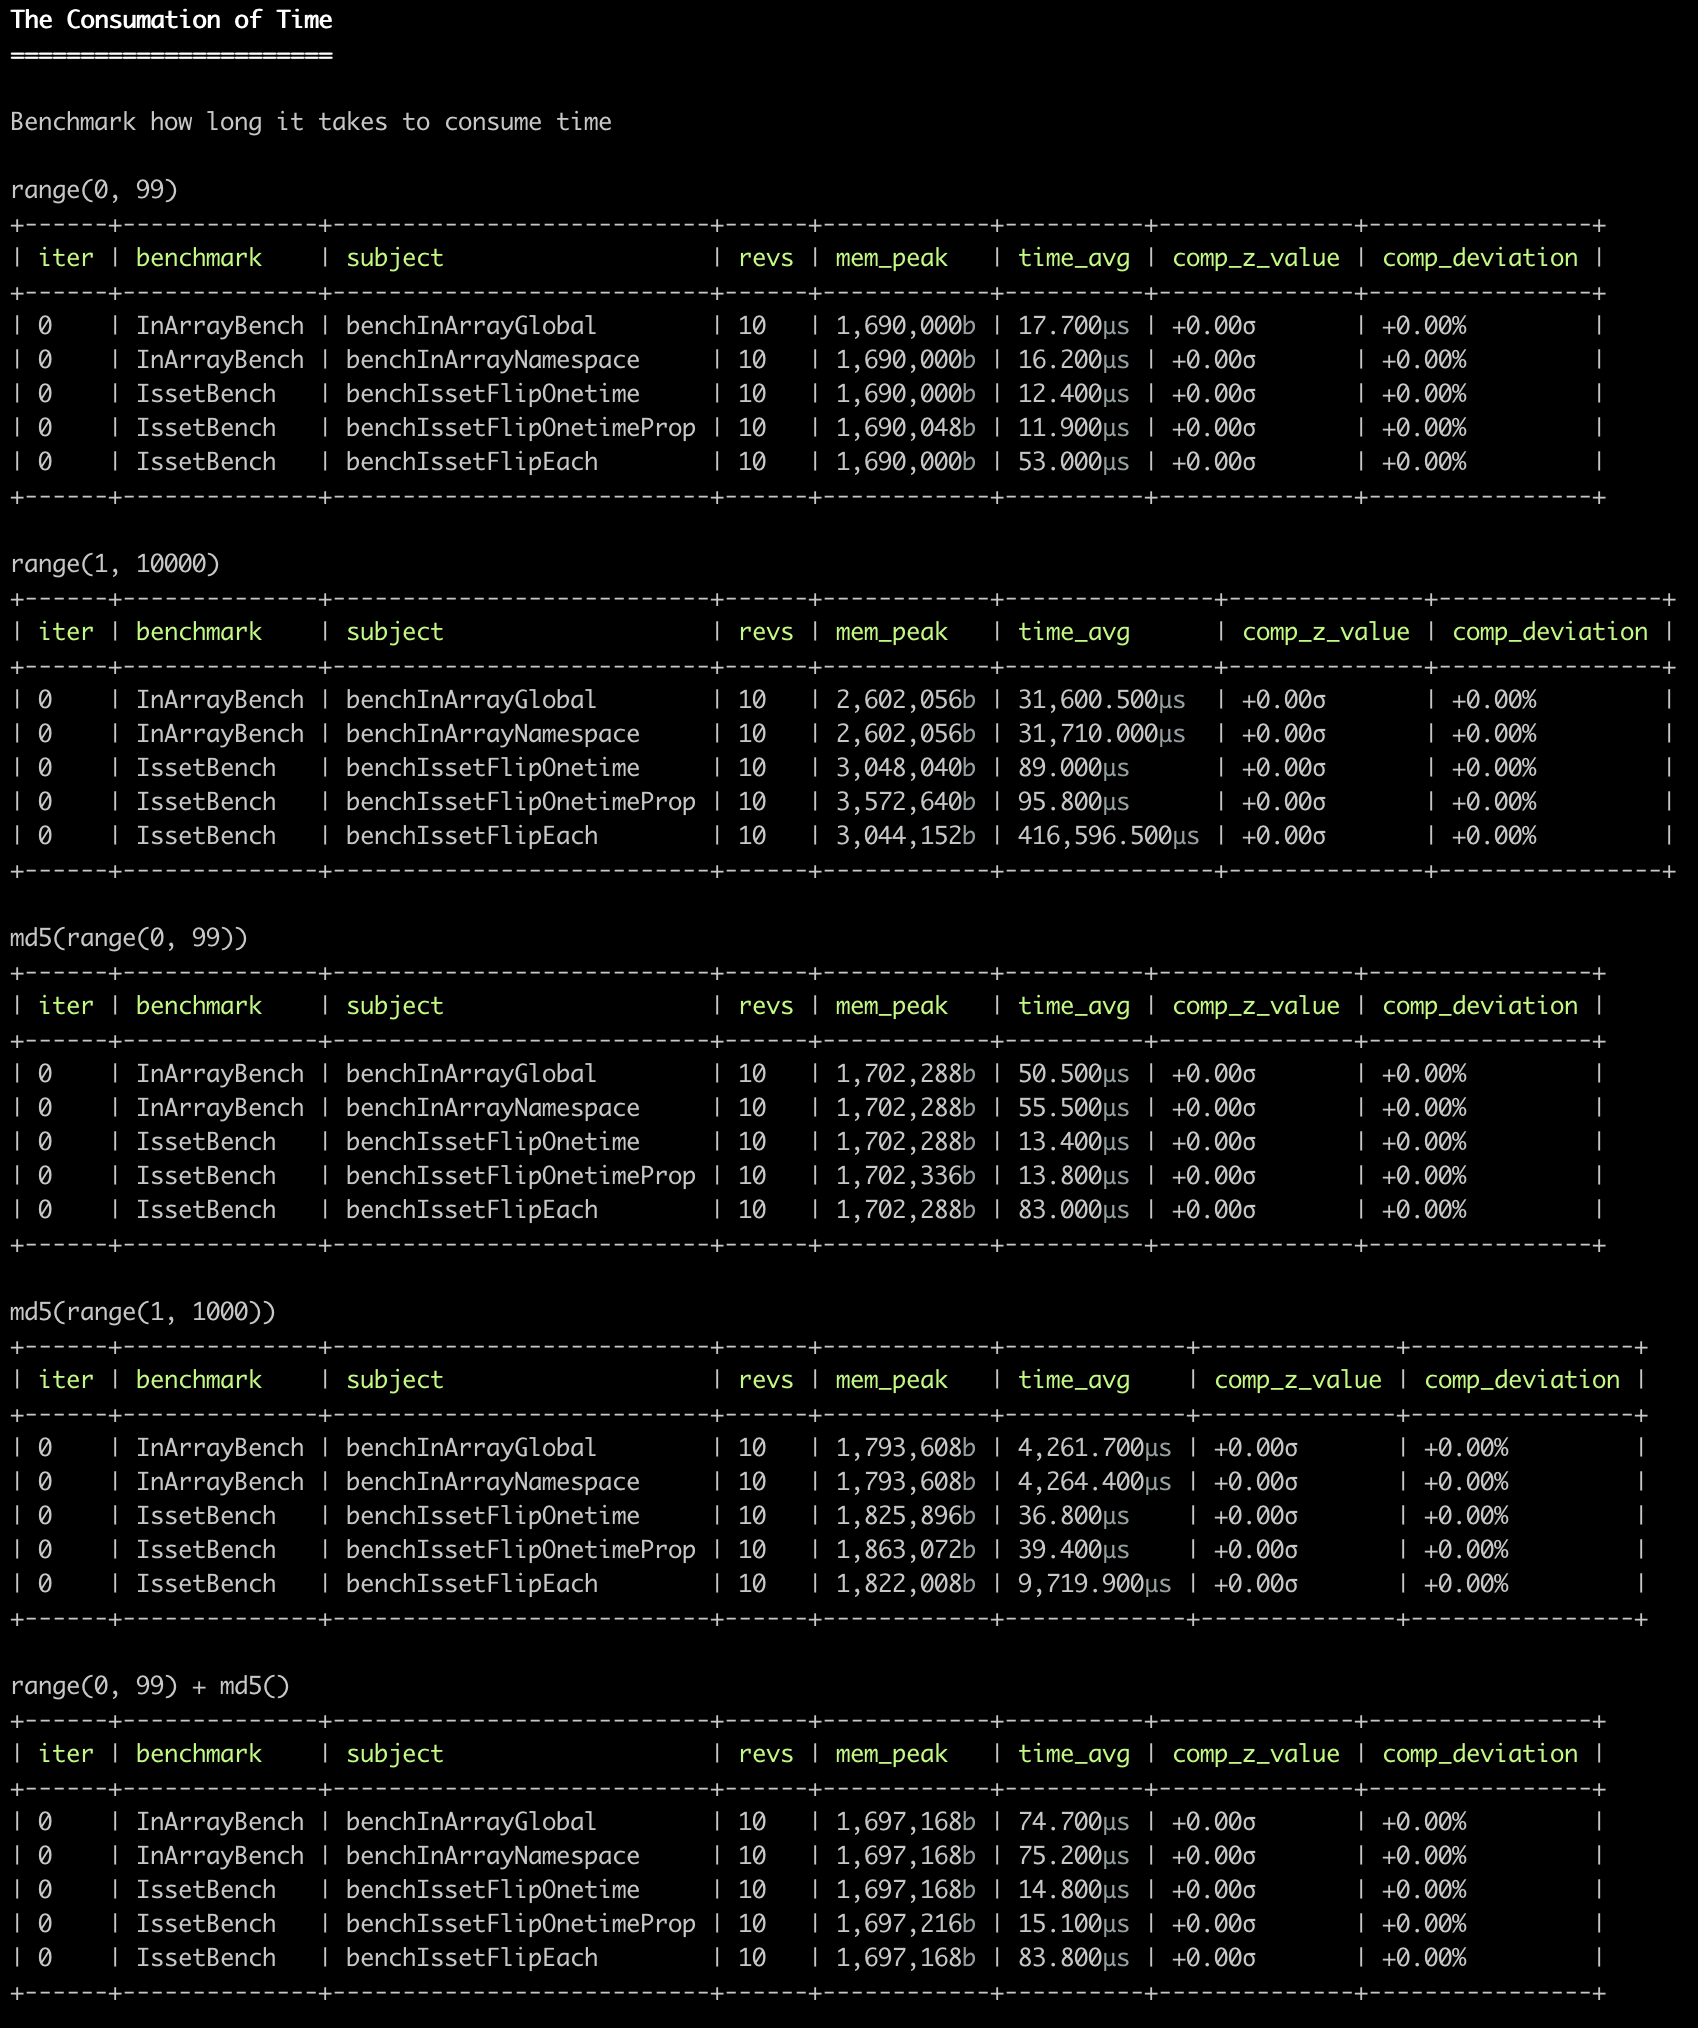 The Consumation of Time
=======================
Benchmark how long it takes to consume time
range(0, 99)
+------+--------------+---------------------------+------+------------+----------+--------------+----------------+
| iter | benchmark    | subject                   | revs | mem_peak   | time_avg | comp_z_value | comp_deviation |
+------+--------------+---------------------------+------+------------+----------+--------------+----------------+
| 0    | InArrayBench | benchInArrayGlobal        | 10   | 1,690,000b | 17.700μs | +0.00σ       | +0.00%         |
| 0    | InArrayBench | benchInArrayNamespace     | 10   | 1,690,000b | 16.200μs | +0.00σ       | +0.00%         |
| 0    | IssetBench   | benchIssetFlipOnetime     | 10   | 1,690,000b | 12.400μs | +0.00σ       | +0.00%         |
| 0    | IssetBench   | benchIssetFlipOnetimeProp | 10   | 1,690,048b | 11.900μs | +0.00σ       | +0.00%         |
| 0    | IssetBench   | benchIssetFlipEach        | 10   | 1,690,000b | 53.000μs | +0.00σ       | +0.00%         |
+------+--------------+---------------------------+------+------------+----------+--------------+----------------+
range(1, 10000)
+------+--------------+---------------------------+------+------------+---------------+--------------+----------------+
| iter | benchmark    | subject                   | revs | mem_peak   | time_avg      | comp_z_value | comp_deviation |
+------+--------------+---------------------------+------+------------+---------------+--------------+----------------+
| 0    | InArrayBench | benchInArrayGlobal        | 10   | 2,602,056b | 31,600.500μs  | +0.00σ       | +0.00%         |
| 0    | InArrayBench | benchInArrayNamespace     | 10   | 2,602,056b | 31,710.000μs  | +0.00σ       | +0.00%         |
| 0    | IssetBench   | benchIssetFlipOnetime     | 10   | 3,048,040b | 89.000μs      | +0.00σ       | +0.00%         |
| 0    | IssetBench   | benchIssetFlipOnetimeProp | 10   | 3,572,640b | 95.800μs      | +0.00σ       | +0.00%         |
| 0    | IssetBench   | benchIssetFlipEach        | 10   | 3,044,152b | 416,596.500μs | +0.00σ       | +0.00%         |
+------+--------------+---------------------------+------+------------+---------------+--------------+----------------+
md5(range(0, 99))
+------+--------------+---------------------------+------+------------+----------+--------------+----------------+
| iter | benchmark    | subject                   | revs | mem_peak   | time_avg | comp_z_value | comp_deviation |
+------+--------------+---------------------------+------+------------+----------+--------------+----------------+
| 0    | InArrayBench | benchInArrayGlobal        | 10   | 1,702,288b | 50.500μs | +0.00σ       | +0.00%         |
| 0    | InArrayBench | benchInArrayNamespace     | 10   | 1,702,288b | 55.500μs | +0.00σ       | +0.00%         |
| 0    | IssetBench   | benchIssetFlipOnetime     | 10   | 1,702,288b | 13.400μs | +0.00σ       | +0.00%         |
| 0    | IssetBench   | benchIssetFlipOnetimeProp | 10   | 1,702,336b | 13.800μs | +0.00σ       | +0.00%         |
| 0    | IssetBench   | benchIssetFlipEach        | 10   | 1,702,288b | 83.000μs | +0.00σ       | +0.00%         |
+------+--------------+---------------------------+------+------------+----------+--------------+----------------+
md5(range(1, 1000))
+------+--------------+---------------------------+------+------------+-------------+--------------+----------------+
| iter | benchmark    | subject                   | revs | mem_peak   | time_avg    | comp_z_value | comp_deviation |
+------+--------------+---------------------------+------+------------+-------------+--------------+----------------+
| 0    | InArrayBench | benchInArrayGlobal        | 10   | 1,793,608b | 4,261.700μs | +0.00σ       | +0.00%         |
| 0    | InArrayBench | benchInArrayNamespace     | 10   | 1,793,608b | 4,264.400μs | +0.00σ       | +0.00%         |
| 0    | IssetBench   | benchIssetFlipOnetime     | 10   | 1,825,896b | 36.800μs    | +0.00σ       | +0.00%         |
| 0    | IssetBench   | benchIssetFlipOnetimeProp | 10   | 1,863,072b | 39.400μs    | +0.00σ       | +0.00%         |
| 0    | IssetBench   | benchIssetFlipEach        | 10   | 1,822,008b | 9,719.900μs | +0.00σ       | +0.00%         |
+------+--------------+---------------------------+------+------------+-------------+--------------+----------------+
range(0, 99) + md5()
+------+--------------+---------------------------+------+------------+----------+--------------+----------------+
| iter | benchmark    | subject                   | revs | mem_peak   | time_avg | comp_z_value | comp_deviation |
+------+--------------+---------------------------+------+------------+----------+--------------+----------------+
| 0    | InArrayBench | benchInArrayGlobal        | 10   | 1,697,168b | 74.700μs | +0.00σ       | +0.00%         |
| 0    | InArrayBench | benchInArrayNamespace     | 10   | 1,697,168b | 75.200μs | +0.00σ       | +0.00%         |
| 0    | IssetBench   | benchIssetFlipOnetime     | 10   | 1,697,168b | 14.800μs | +0.00σ       | +0.00%         |
| 0    | IssetBench   | benchIssetFlipOnetimeProp | 10   | 1,697,216b | 15.100μs | +0.00σ       | +0.00%         |
| 0    | IssetBench   | benchIssetFlipEach        | 10   | 1,697,168b | 83.800μs | +0.00σ       | +0.00%         |
+------+--------------+---------------------------+------+------------+----------+--------------+----------------+